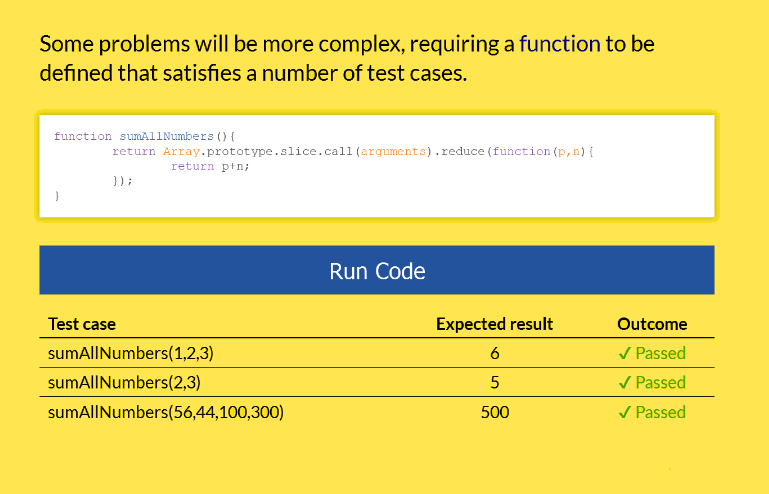 Some problems will be more complex, requiring a function to be
defined that satisfies a number of test cases.
function sumAllNumbers(){
return Array.prototype.slice.call(arguments).reduce(function(p,n){
return p+n;
});
}
Run Code
Test case Expected result Outcome
sumAllNumbers(1,2,3) 6 ✓ Passed
sumAllNumbers(2,3) 5 ✓ Passed
sumAllNumbers(56,44,100,300) 500 ✓ Passed